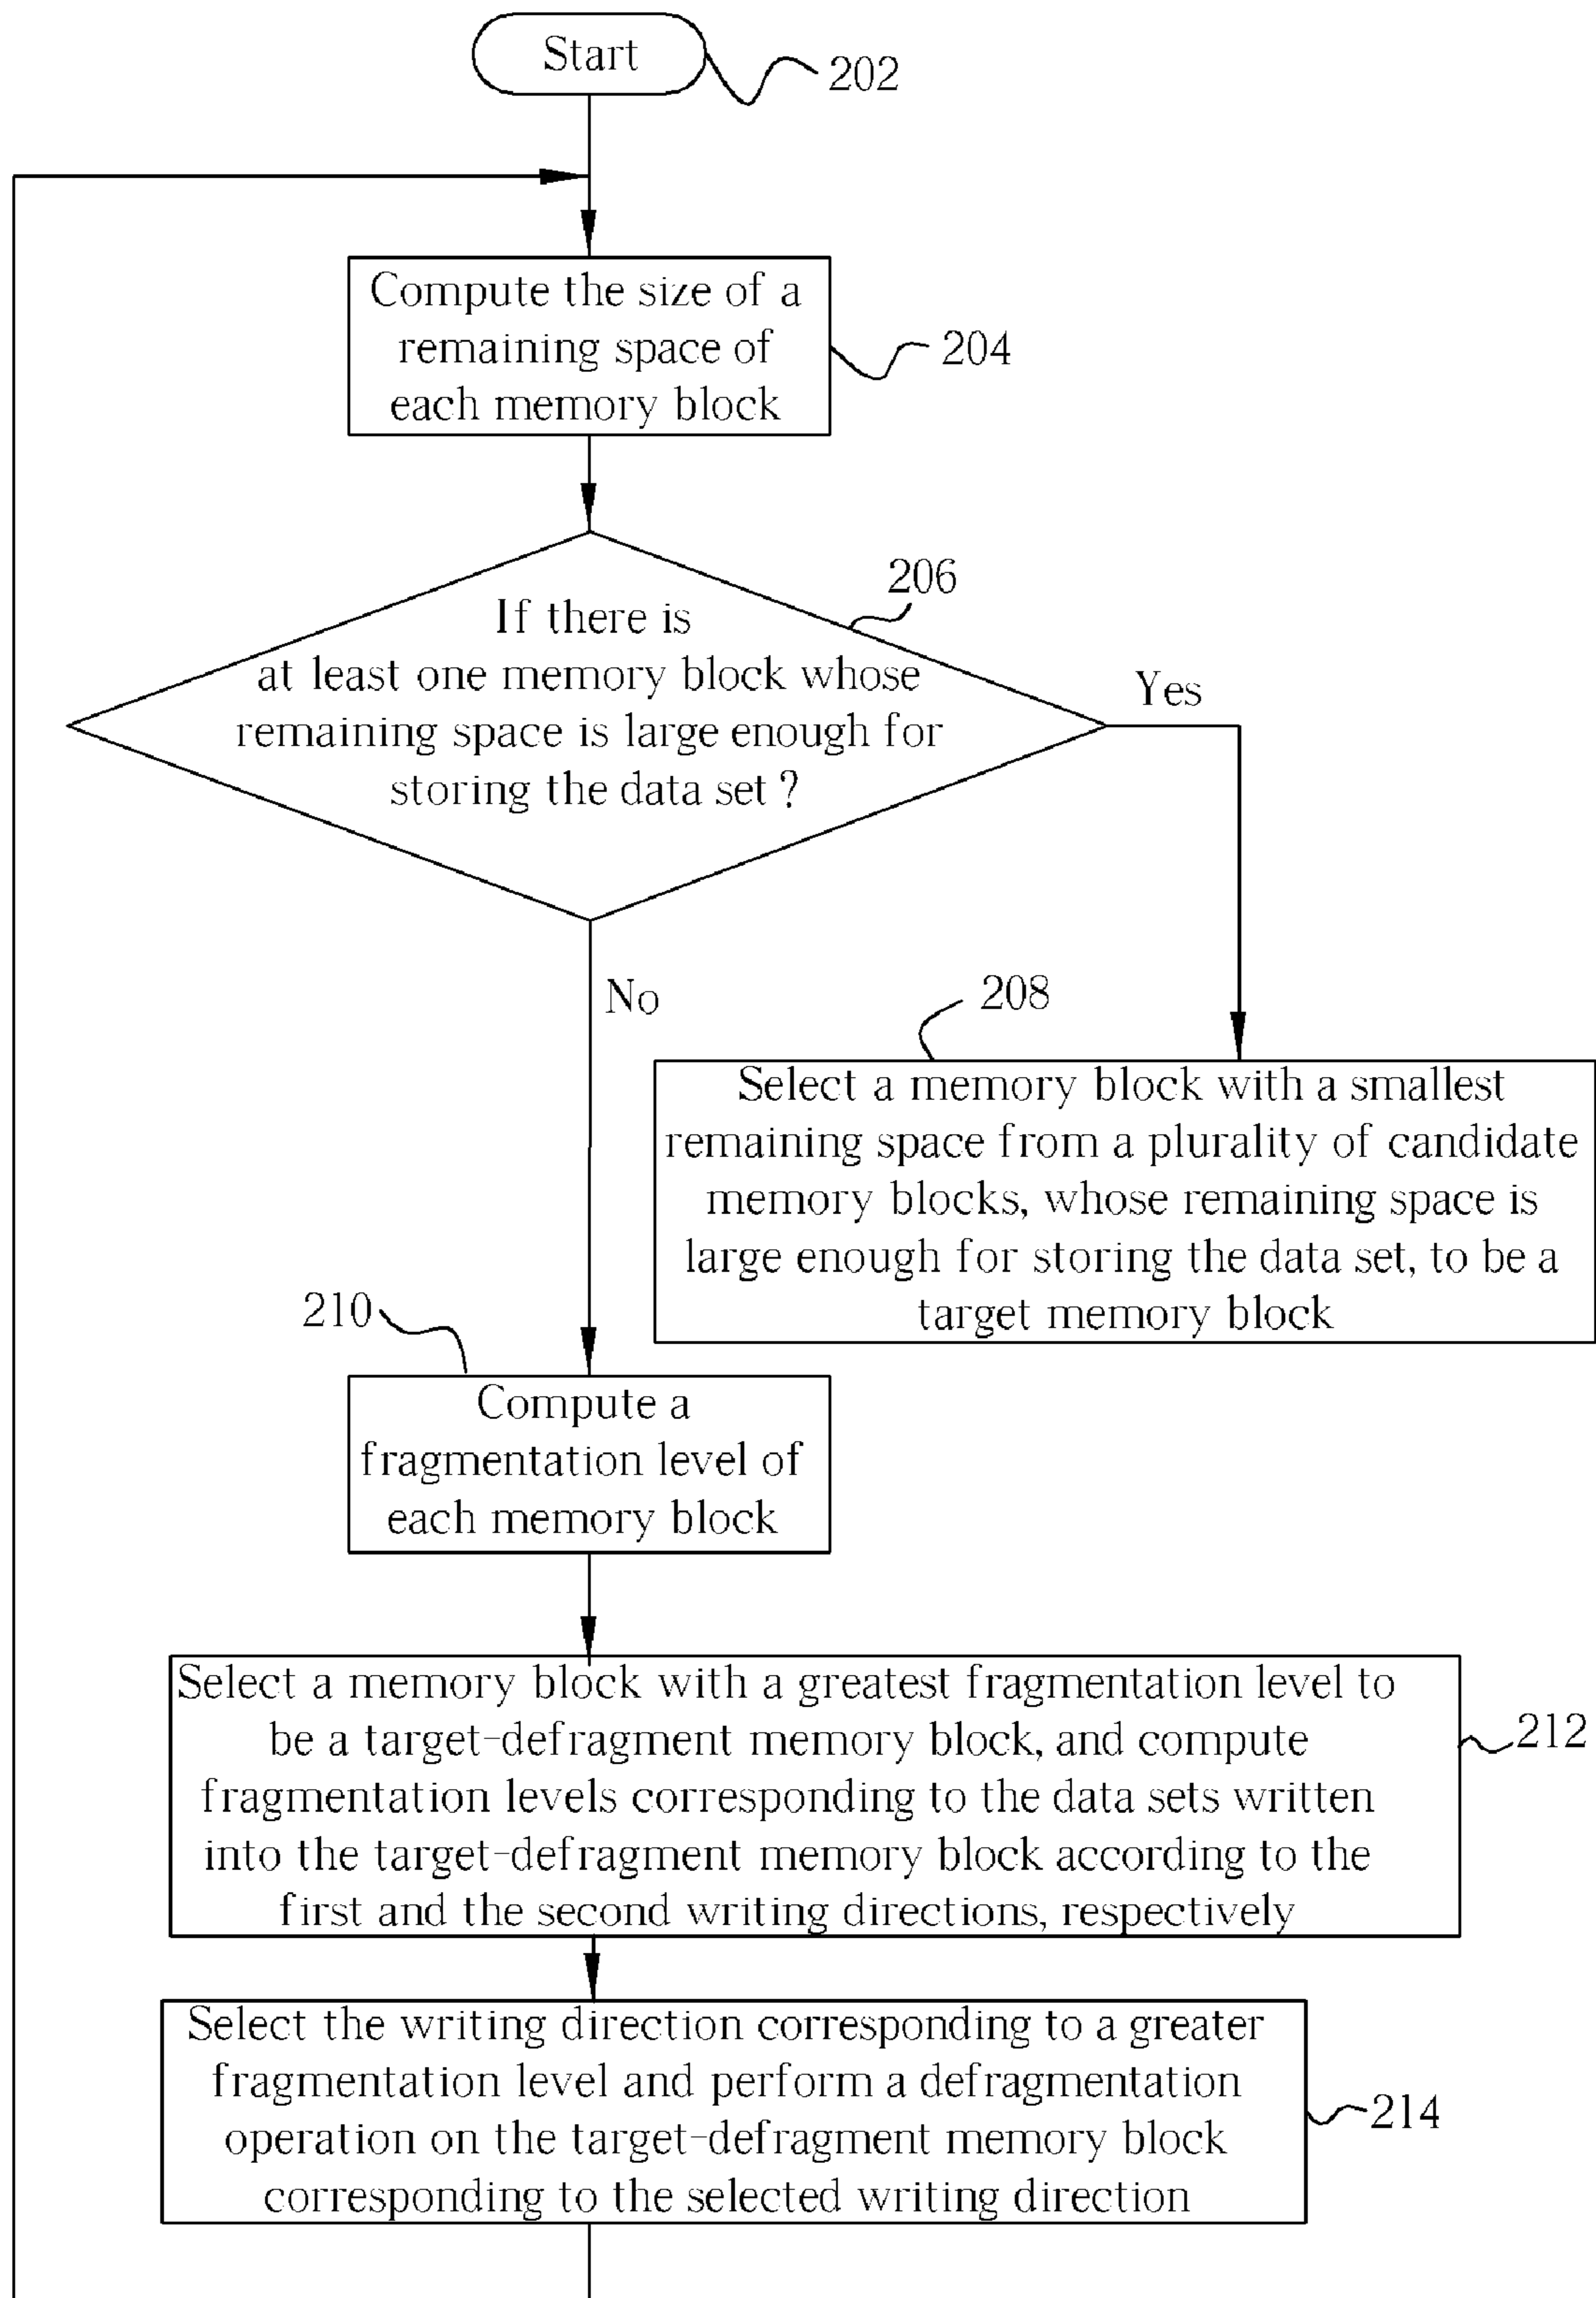 Start
202
Compute the size of a
remaining space of
each memory block
204
206
If there is
at least one memory block whose
remaining space is large enough for
storing the data set ?
Yes
No
208
Select a memory block with a smallest
remaining space from a plurality of candidate
memory blocks, whose remaining space is
large enough for storing the data set, to be a
target memory block
210
Compute a
fragmentation level of
each memory block
Select a memory block with a greatest fragmentation level to
be a target-defragment memory block, and compute
fragmentation levels corresponding to the data sets written
into the target-defragment memory block according to the
first and the second writing directions, respectively
212
Select the writing direction corresponding to a greater
fragmentation level and perform a defragmentation
operation on the target-defragment memory block
corresponding to the selected writing direction
214